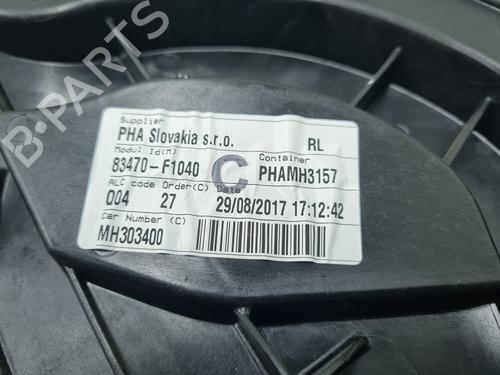 Supplier
PHA Slovakia s.r.o. RL
Modul Id(M) Container
83470-F1040 C PHAMH3157
ALC code Order(C) Date
004 27 29/08/2017 17:12:42
Car Number (C)
MH303400
B-PARTS